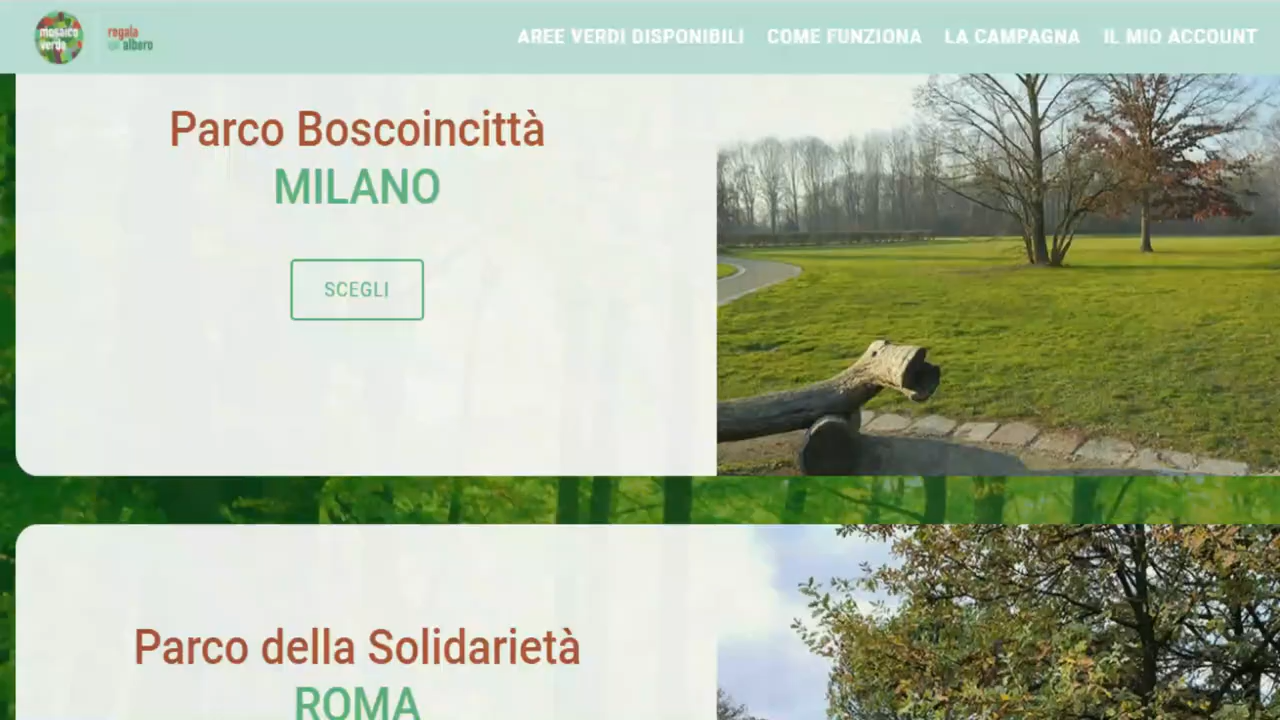 mosaico
verde
regala
un albero
AREE VERDI DISPONIBILI COME FUNZIONA LA CAMPAGNA IL MIO ACCOUNT
Parco Boscoincittà
MILANO
SCEGLI
Parco della Solidarietà
ROMA